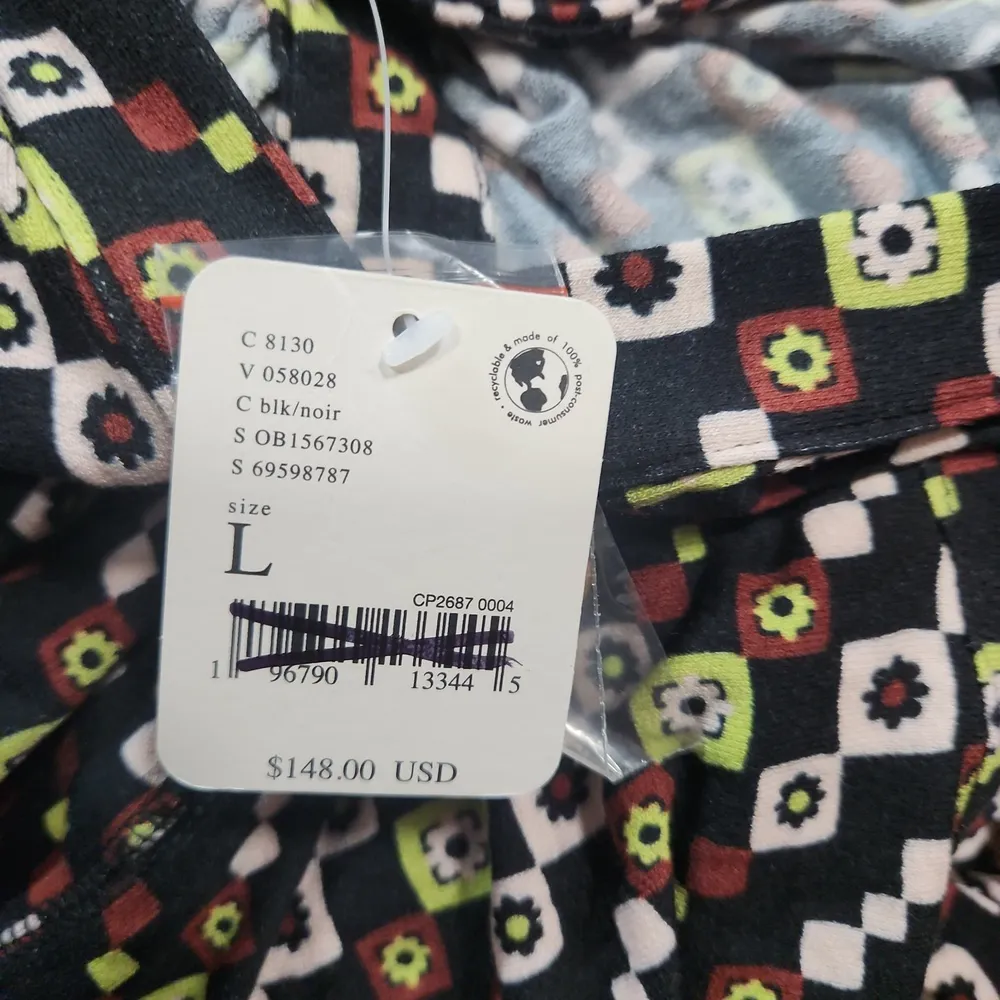 C 8130
V 058028
C blk/noir
S OB1567308
S 69598787
size
L
recyclable & made of 100% post-consumer waste •
CP2687 0004
1 96790 13344 5
$148.00 USD